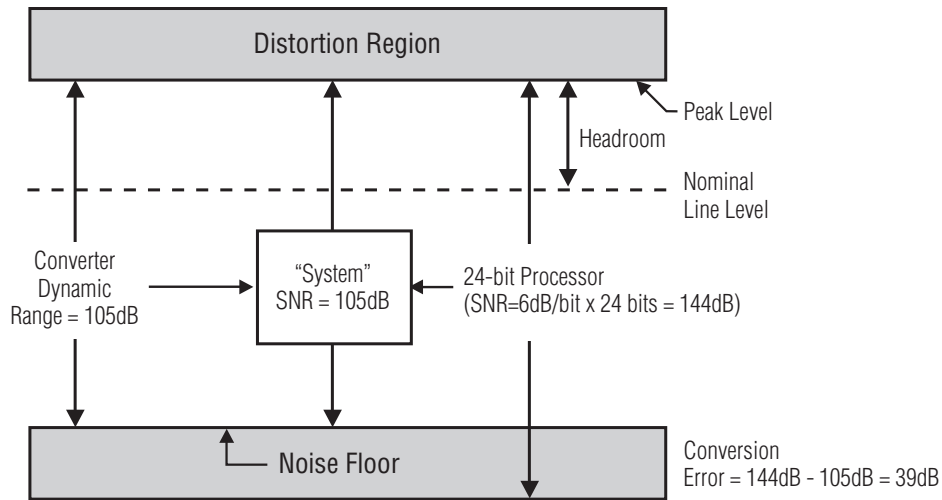 Distortion Region
Peak Level
Headroom
Nominal
Line Level
Converter
Dynamic
Range = 105dB
“System”
SNR = 105dB
24-bit Processor
(SNR=6dB/bit x 24 bits = 144dB)
Noise Floor
Conversion
Error = 144dB - 105dB = 39dB